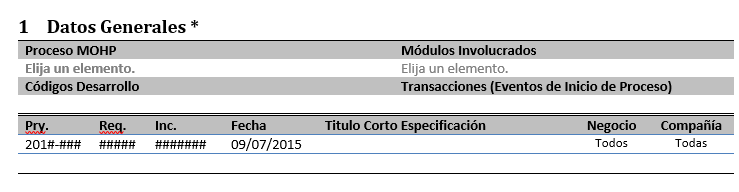 1 Datos Generales *
Proceso MOHP Módulos Involucrados
Elija un elemento. Elija un elemento.
Códigos Desarrollo Transacciones (Eventos de Inicio de Proceso)
Pry. Req. Inc. Fecha Titulo Corto Especificación Negocio Compañía
201#-### ##### ####### 09/07/2015 Todos Todas